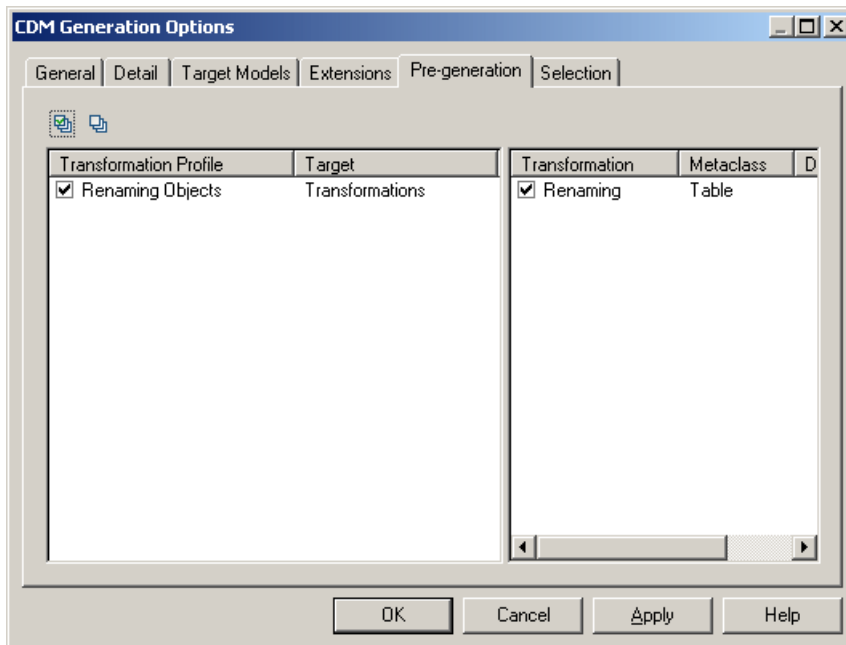 CDM Generation Options
General Detail Target Models Extensions Pre-generation Selection
Transformation Profile Target Transformation Metaclass D
Renaming Objects Transformations Renaming Table
OK Cancel Apply Help